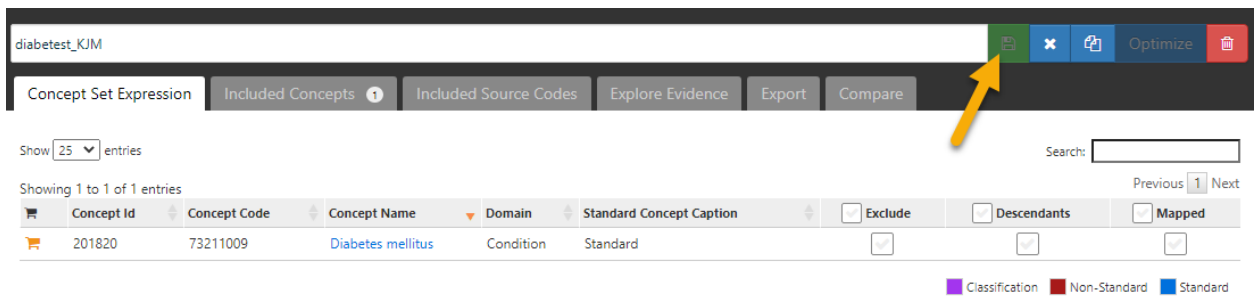 diabetest_KJM Optimize
Concept Set Expression Included Concepts 1 Included Source Codes Explore Evidence Export Compare
Show 25 entries Search:
Showing 1 to 1 of 1 entries Previous 1 Next
Concept Id Concept Code Concept Name Domain Standard Concept Caption Exclude Descendants Mapped
201820 73211009 Diabetes mellitus Condition Standard
Classification Non-Standard Standard